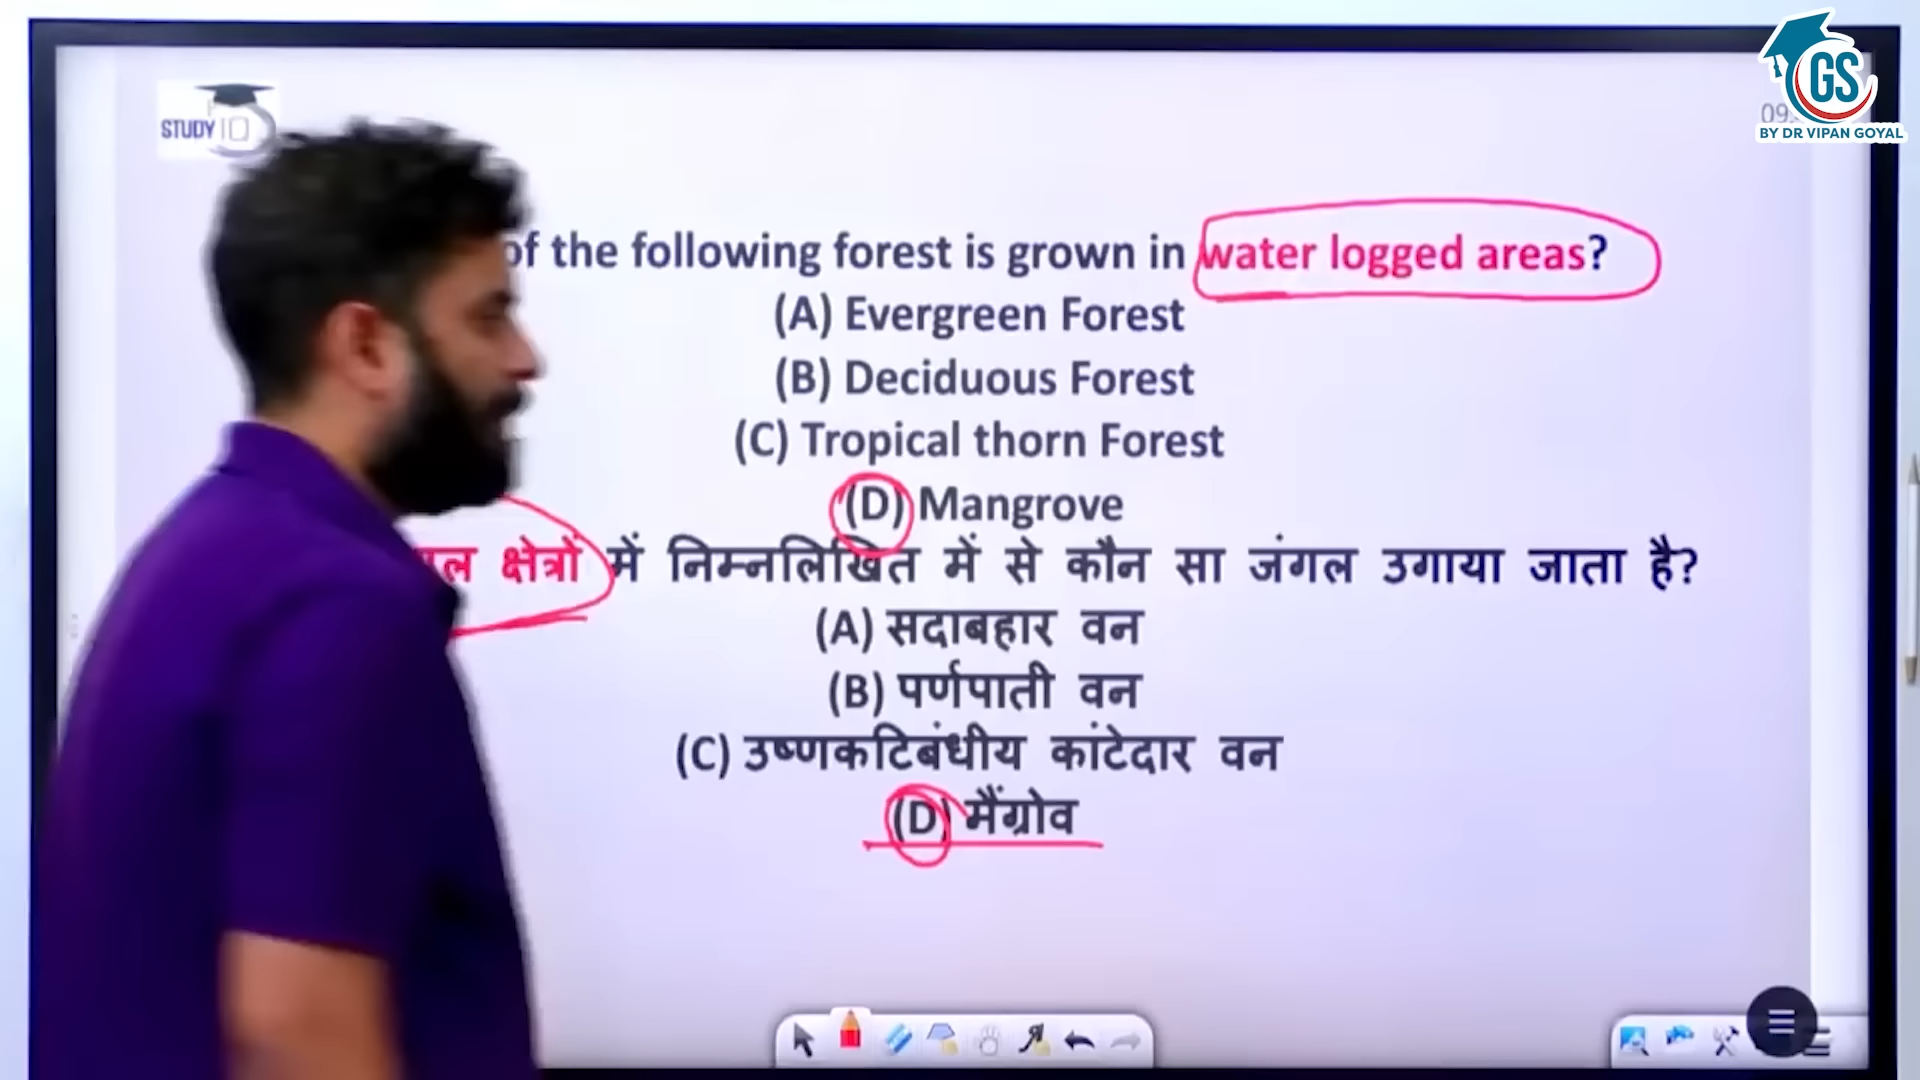 STUDY IQ
GS
BY DR VIPAN GOYAL
of the following forest is grown in water logged areas?
(A) Evergreen Forest
(B) Deciduous Forest
(C) Tropical thorn Forest
(D) Mangrove
क्षेत्रों में निम्नलिखित में से कौन सा जंगल उगाया जाता है?
(A) सदाबहार वन
(B) पर्णपाती वन
(C) उष्णकटिबंधीय कांटेदार वन
(D) मैंग्रोव